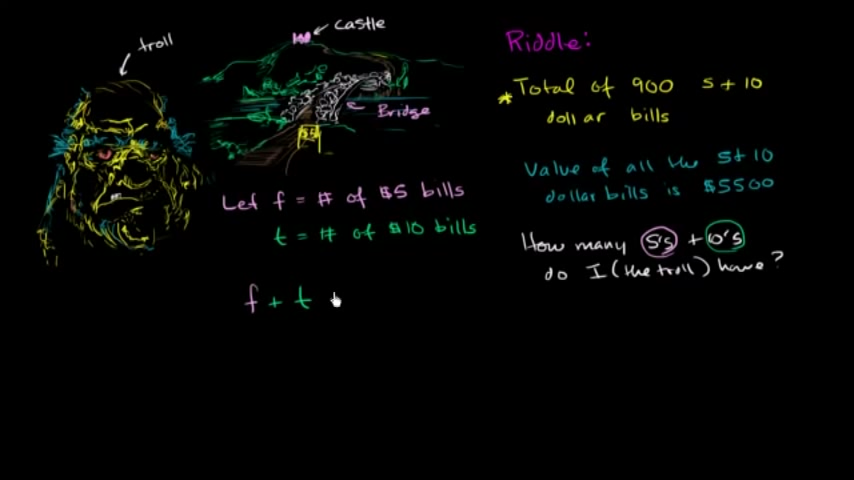 troll
castle
Bridge
$5
Let f = # of $5 bills
t = # of $10 bills
f + t
Riddle:
* Total of 900 5 + 10
dollar bills
Value of all the 5 + 10
dollar bills is $5500
How many 5's + 10's
do I (the troll) have?